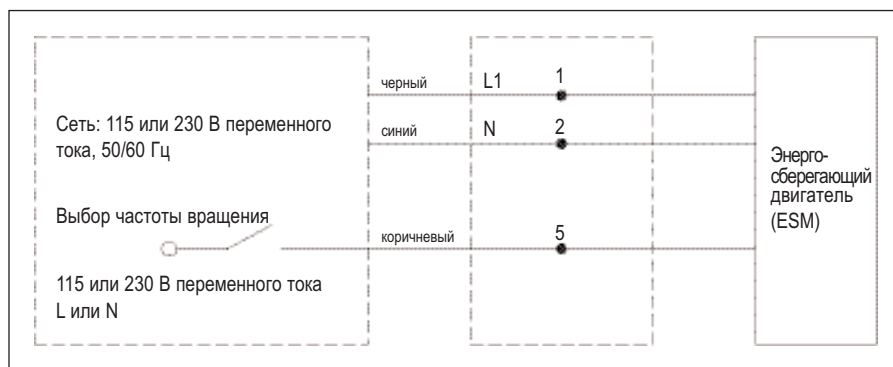 черный L1 1
Сеть: 115 или 230 В переменного
тока, 50/60 Гц
синий N 2
Энерго-
сберегающий
двигатель
(ESM)
Выбор частоты вращения
коричневый 5
115 или 230 В переменного тока
L или N